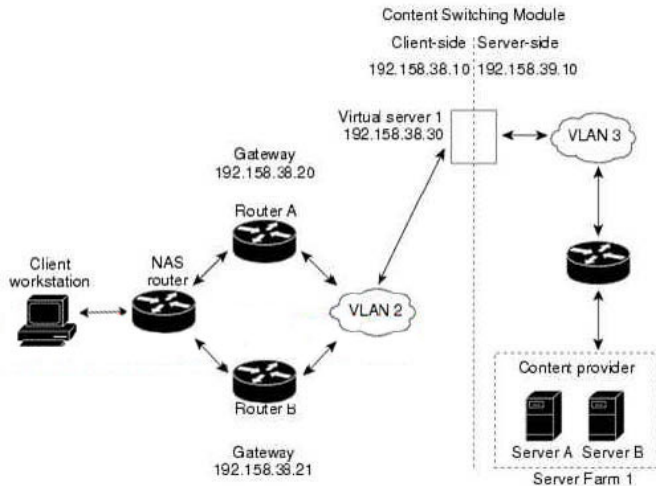 Content Switching Module
Client-side Server-side
192.158.38.10 192.158.39.10
Virtual server 1
192.158.38.30
VLAN 3
Gateway
192.158.38.20
Router A
Client
workstation
NAS
router
VLAN 2
Router B
Gateway
192.158.38.21
Content provider
Server A Server B
Server Farm 1